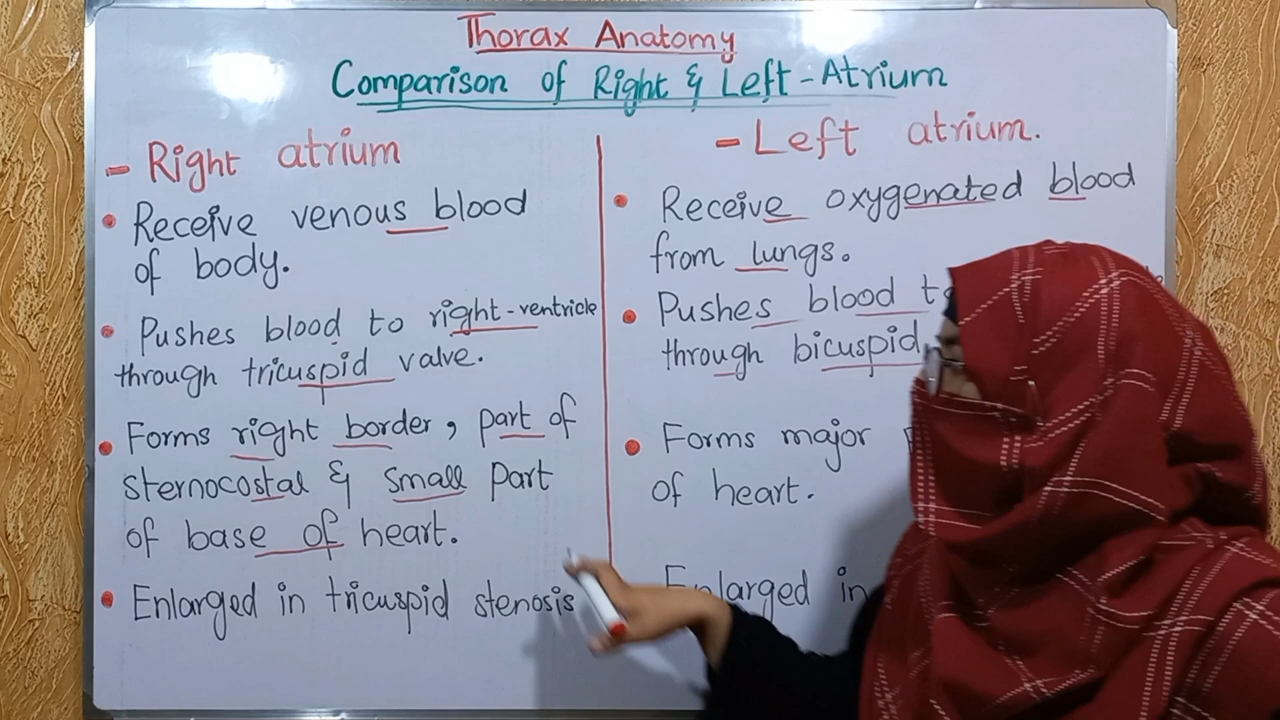 Thorax Anatomy
Comparison of Right & Left-Atrium
- Right atrium
• Receive venous blood
of body.
• Pushes blood to right-ventricle
through tricuspid valve.
• Forms right border, part of
sternocostal & small part
of base of heart.
• Enlarged in tricuspid stenosis
- Left atrium.
• Receive oxygenated blood
from lungs.
• Pushes blood
through bicuspid
• Forms major
of heart.
Enlarged in